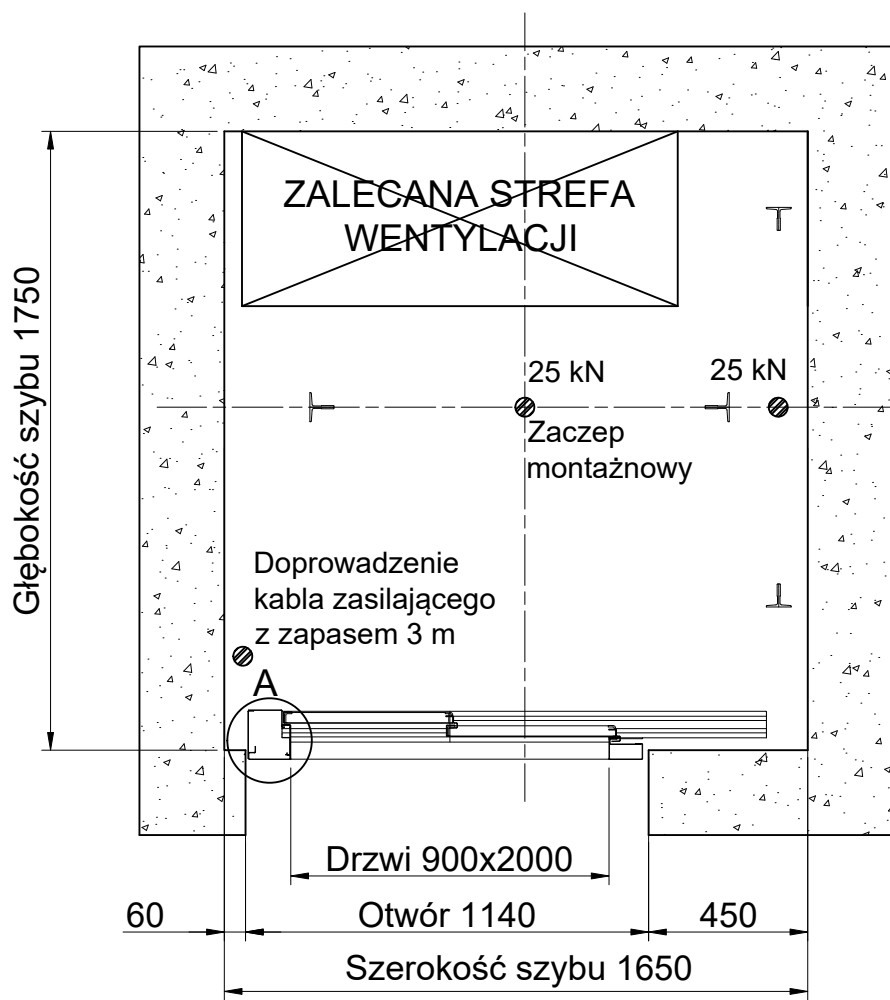 ZALECANA STREFA
WENTYLACJI
Głębokość szybu 1750
25 kN
25 kN
Zaczep
montażnowy
Doprowadzenie
kabla zasilającego
z zapasem 3 m
A
Drzwi 900x2000
60
Otwór 1140
450
Szerokość szybu 1650